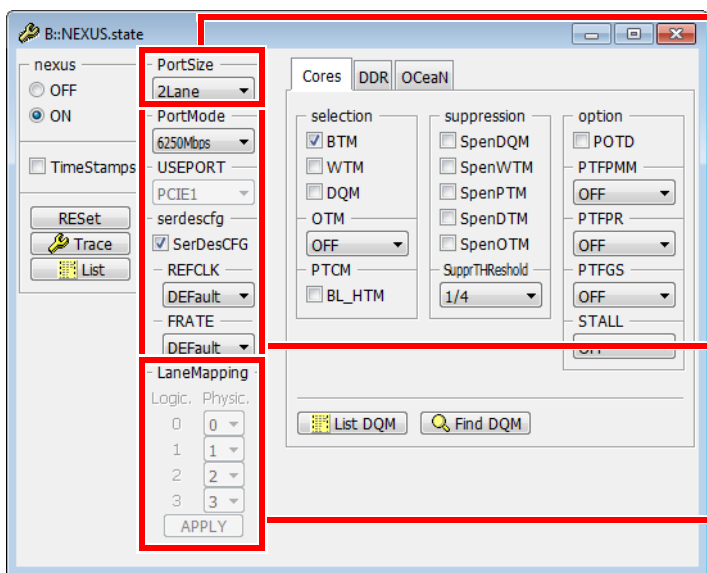 B::NEXUS.state
nexus
OFF
ON
TimeStamps
RESet
Trace
List
PortSize
2Lane
PortMode
6250Mbps
USEPORT
PCIE1
serdescfg
SerDesCFG
REFCLK
DEFault
FRATE
DEFault
LaneMapping
Logic. Physic.
0 0
1 1
2 2
3 3
APPLY
Cores DDR OCeaN
selection
BTM
WTM
DQM
OTM
OFF
PTCM
BL_HTM
suppression
SpenDQM
SpenWTM
SpenPTM
SpenDTM
SpenOTM
SupprTHReshold
1/4
option
POTD
PTFPMM
OFF
PTFPR
OFF
PTFGS
OFF
STALL
List DQM Find DQM